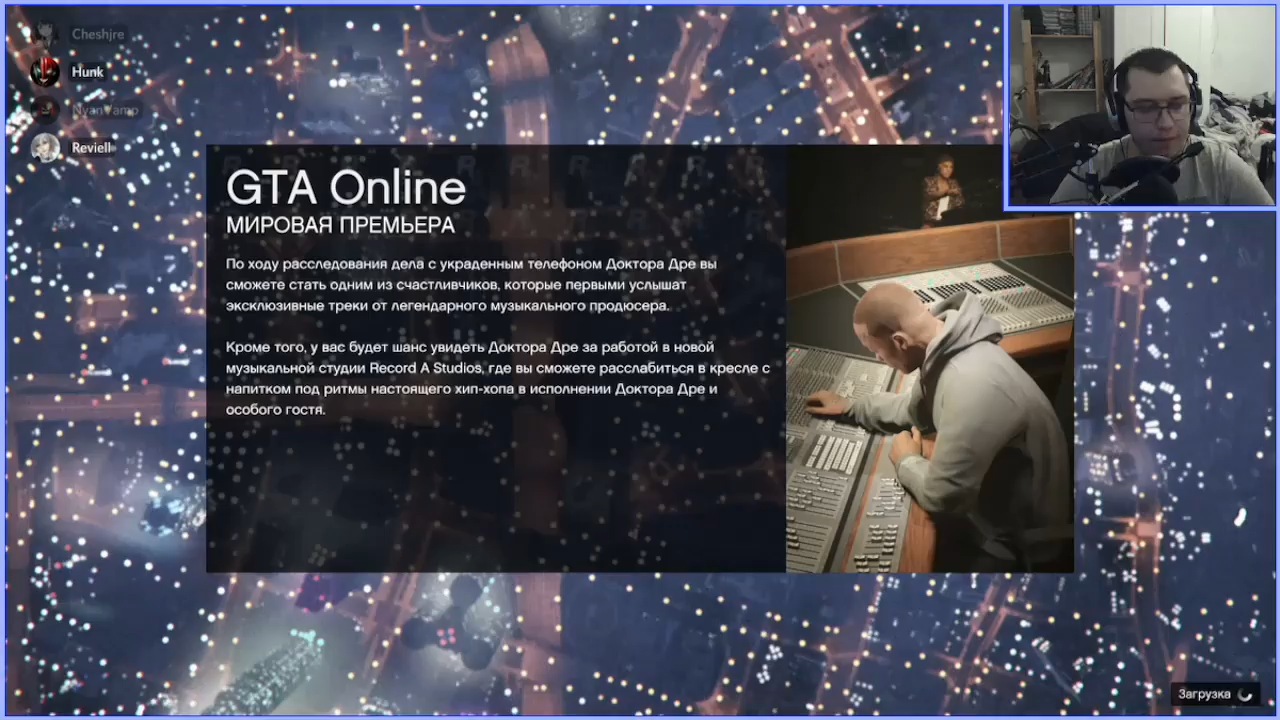 Cheshjre
Hunk
NyanVamp
Reviell
GTA Online
МИРОВАЯ ПРЕМЬЕРА
По ходу расследования дела с украденным телефоном Доктора Дре вы
сможете стать одним из счастливчиков, которые первыми услышат
эксклюзивные треки от легендарного музыкального продюсера.
Кроме того, у вас будет шанс увидеть Доктора Дре за работой в новой
музыкальной студии Record A Studios, где вы сможете расслабиться в кресле с
напитком под ритмы настоящего хип-хопа в исполнении Доктора Дре и
особого гостя.
Загрузка